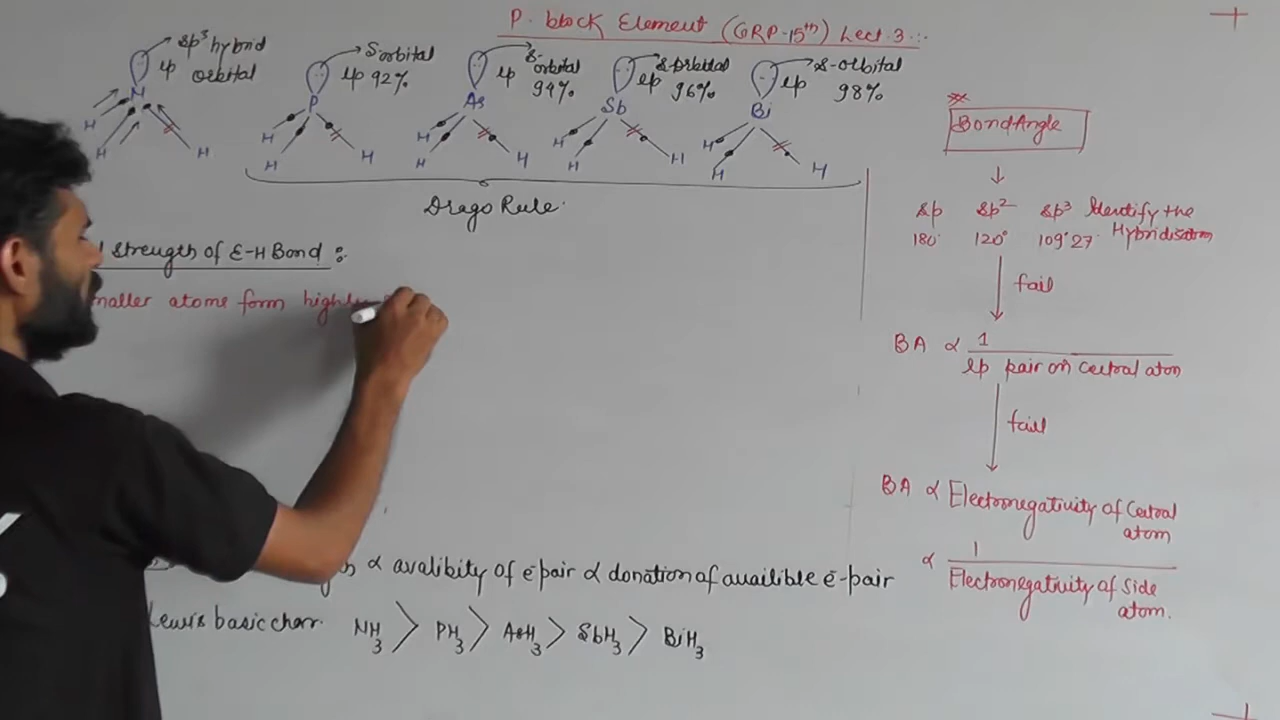 P. block Element (GRP-15th) Lect 3.:-
sp³ hybrid
lp orbital
N
H
H
H
S orbital
lp 92%
P
H
H
H
S-
orbital
lp 94%
As
H
H
H
S-orbital
lp 96%
Sb
H
H
H
S-orbital
lp 98%
Bi
H
H
H
Drago Rule.
Strength of E-H Bond :
maller atoms form highly
∝ avalibity of e pair ∝ donation of availible e-pair
Lewis basic char. NH3 > PH3 > AsH3 > SbH3 > BiH3
Bond Angle
sp sp² sp³ Identify the
180° 120° 109°27' Hybridisation
fail
BA ∝ 1
lp pair on Central atom
fail
BA ∝ Electronegativity of Central
atom
∝ 1
Electronegativity of Side
atom.